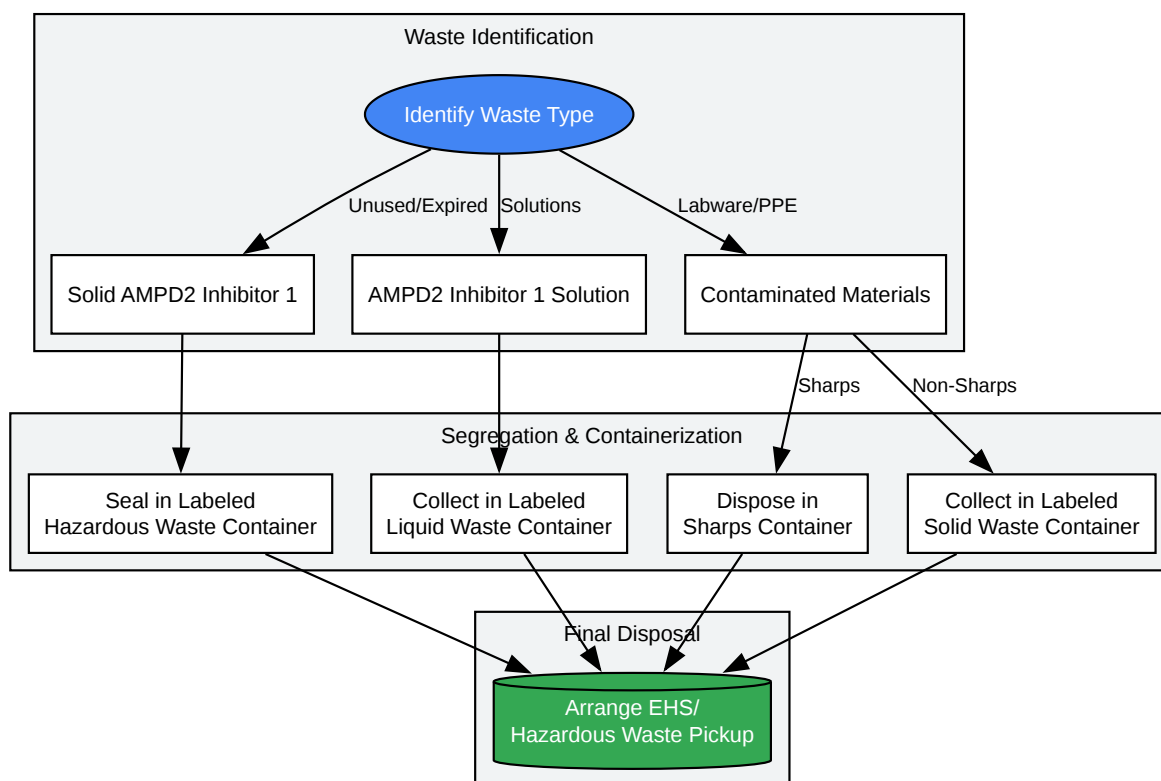 Waste Identification
Identify Waste Type
Unused/Expired
Solutions
Labware/PPE
Solid AMPD2 Inhibitor 1
AMPD2 Inhibitor 1 Solution
Contaminated Materials
Sharps
Non-Sharps
Segregation & Containerization
Seal in Labeled
Hazardous Waste Container
Collect in Labeled
Liquid Waste Container
Dispose in
Sharps Container
Collect in Labeled
Solid Waste Container
Final Disposal
Arrange EHS/
Hazardous Waste Pickup